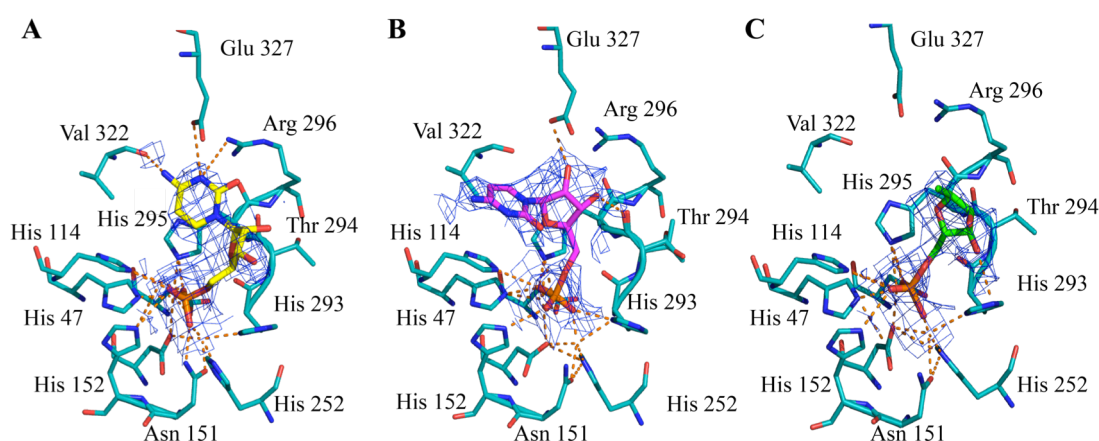 A
Glu 327
Arg 296
Val 322
His 295
Thr 294
His 114
His 293
His 47
His 152
His 252
Asn 151
B
Glu 327
Arg 296
Val 322
Thr 294
His 114
His 293
His 47
His 152
His 252
Asn 151
C
Glu 327
Arg 296
Val 322
His 295
Thr 294
His 114
His 293
His 47
His 152
His 252
Asn 151